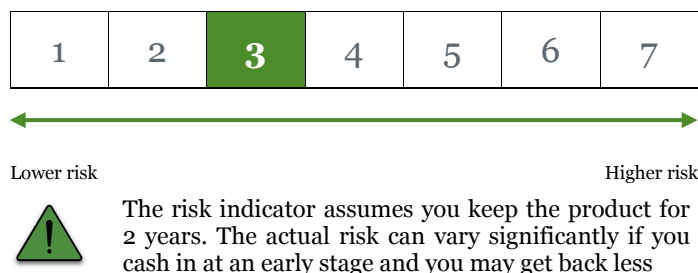 1 2 3 4 5 6 7
Lower risk Higher risk
The risk indicator assumes you keep the product for
2 years. The actual risk can vary significantly if you
cash in at an early stage and you may get back less